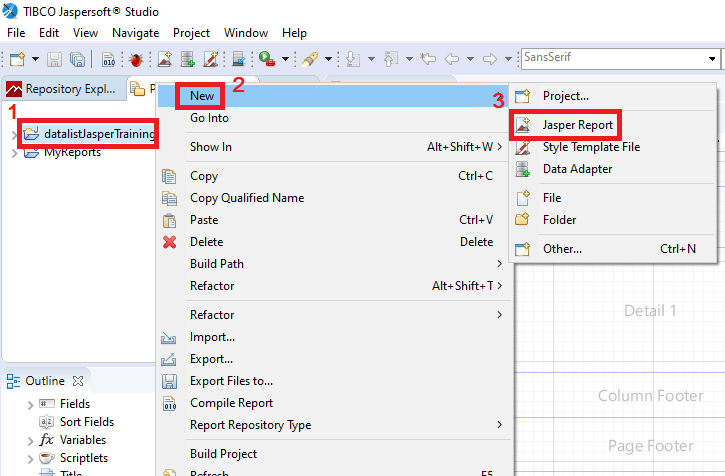 TIBCO Jaspersoft® Studio
File Edit View Navigate Project Window Help
SansSerif
Repository Expl...
1
2
3
datalistJasperTraining
MyReports
New
Go Into
Show In Alt+Shift+W
Copy Ctrl+C
Copy Qualified Name
Paste Ctrl+V
Delete Delete
Build Path
Refactor Alt+Shift+T
Refactor
Import...
Export...
Export Files to...
Compile Report
Report Repository Type
Build Project
Refresh F5
Project...
Jasper Report
Style Template File
Data Adapter
File
Folder
Other... Ctrl+N
Detail 1
Column Footer
Page Footer
Outline
Fields
Sort Fields
fx Variables
Scriptlets
Title